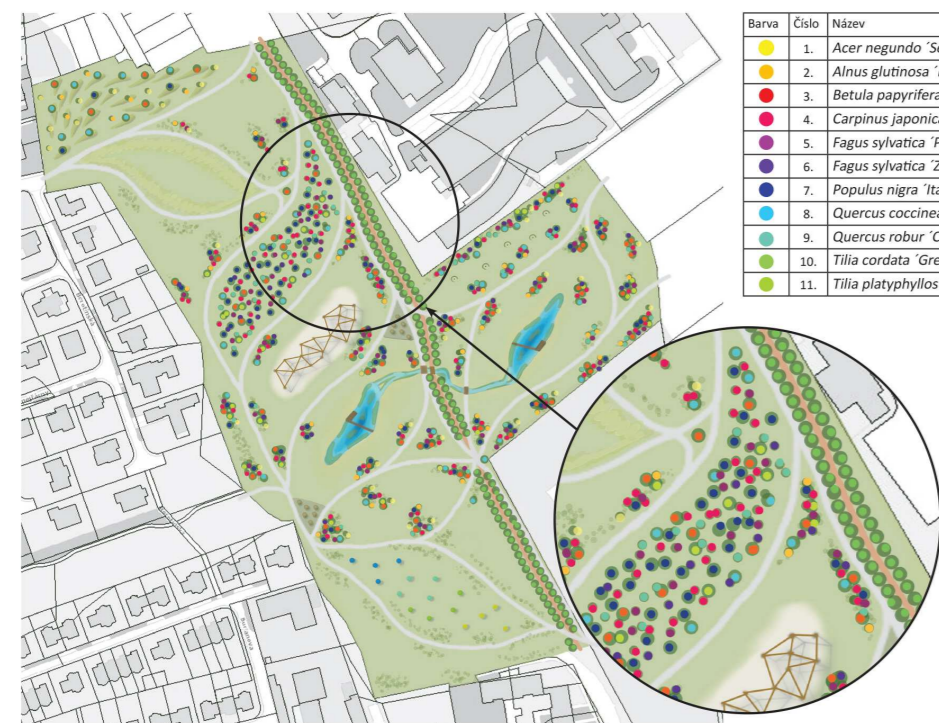 Barva Číslo Název
1. Acer negundo ´S
2. Alnus glutinosa ´
3. Betula papyrifera
4. Carpinus japonic
5. Fagus sylvatica ´P
6. Fagus sylvatica ´Z
7. Populus nigra ´Ita
8. Quercus coccinea
9. Quercus robur ´C
10. Tilia cordata ´Gre
11. Tilia platyphyllos